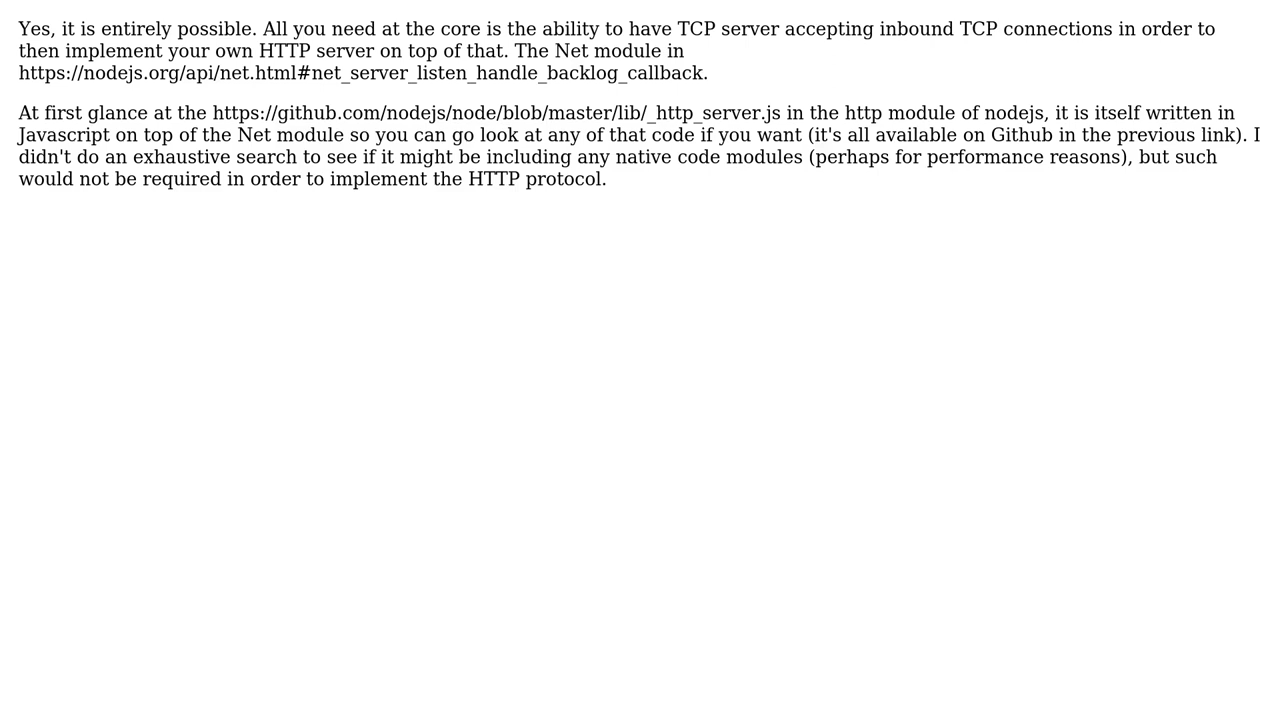 Yes, it is entirely possible. All you need at the core is the ability to have TCP server accepting inbound TCP connections in order to
then implement your own HTTP server on top of that. The Net module in
https://nodejs.org/api/net.html#net_server_listen_handle_backlog_callback.
At first glance at the https://github.com/nodejs/node/blob/master/lib/_http_server.js in the http module of nodejs, it is itself written in
Javascript on top of the Net module so you can go look at any of that code if you want (it's all available on Github in the previous link). I
didn't do an exhaustive search to see if it might be including any native code modules (perhaps for performance reasons), but such
would not be required in order to implement the HTTP protocol.